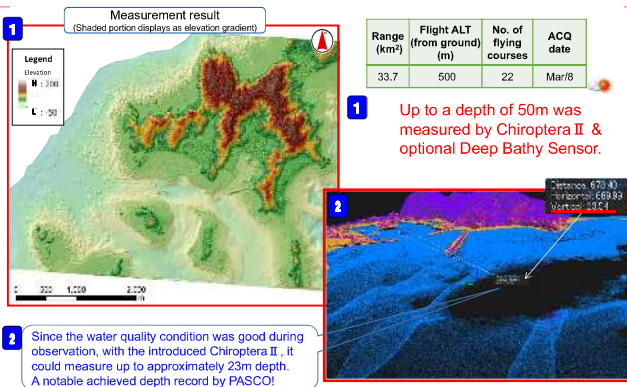 1
Measurement result
(Shaded portion displays as elevation gradient)
Legend
Elevation
H : 200
L : -50
0 500 1,000 2,000
m
Range (km²) | Flight ALT (from ground) (m) | No. of flying courses | ACQ date
33.7 | 500 | 22 | Mar/8
1
Up to a depth of 50m was
measured by Chiroptera Ⅱ &
optional Deep Bathy Sensor.
2
Distance: 670.40
Horizontal: 669.99
Vertical: 23.54
2
Since the water quality condition was good during
observation, with the introduced Chiroptera Ⅱ, it
could measure up to approximately 23m depth.
A notable achieved depth record by PASCO!